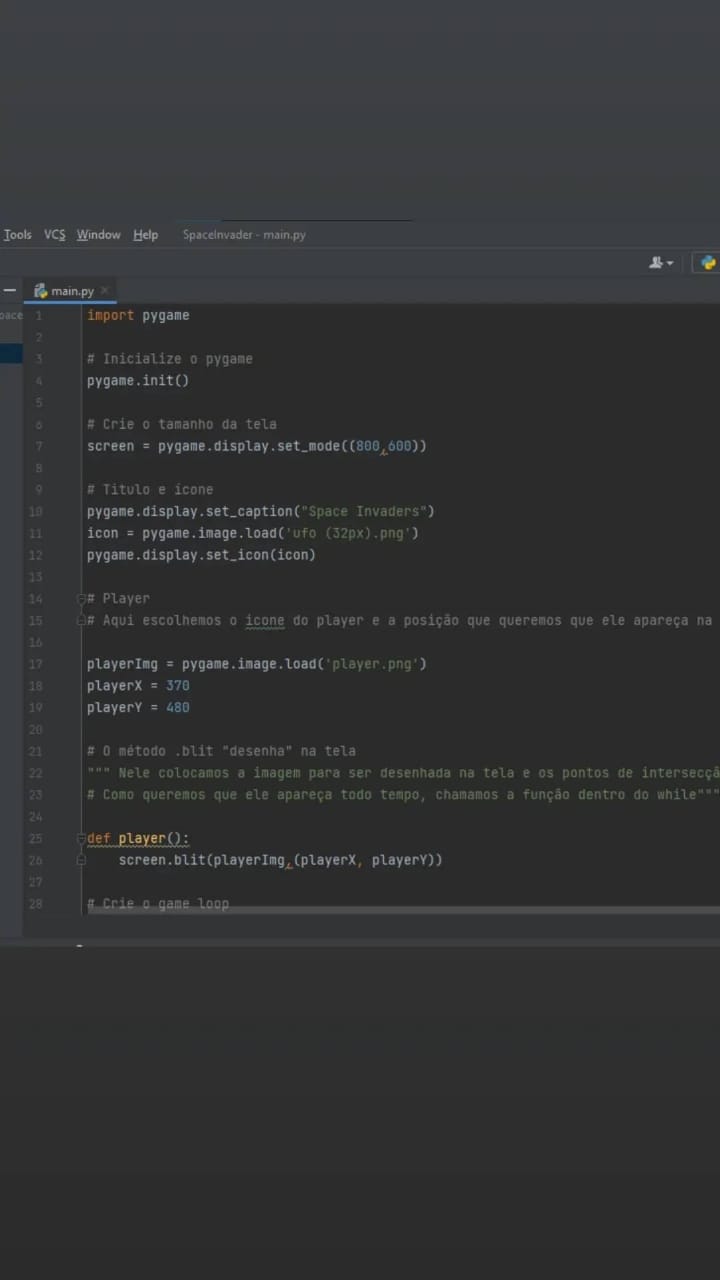 Tools VCS Window Help SpaceInvader - main.py
main.py
1 import pygame
2
3 # Inicialize o pygame
4 pygame.init()
5
6 # Crie o tamanho da tela
7 screen = pygame.display.set_mode((800,600))
8
9 # Titulo e icone
10 pygame.display.set_caption("Space Invaders")
11 icon = pygame.image.load('ufo (32px).png')
12 pygame.display.set_icon(icon)
13
14 # Player
15 # Aqui escolhemos o icone do player e a posição que queremos que ele apareça na
16
17 playerImg = pygame.image.load('player.png')
18 playerX = 370
19 playerY = 480
20
21 # O método .blit "desenha" na tela
22 """ Nele colocamos a imagem para ser desenhada na tela e os pontos de intersecçã
23 # Como queremos que ele apareça todo tempo, chamamos a função dentro do while"""
24
25 def player():
26 screen.blit(playerImg,(playerX, playerY))
27
28 # Crie o game loop